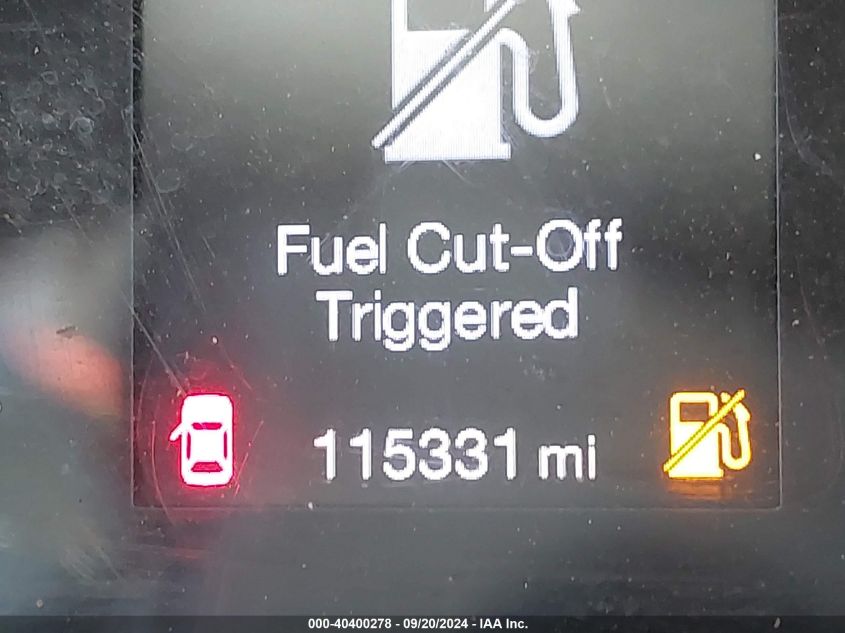 Fuel Cut-Off
Triggered
115331 mi
000-40400278 - 09/20/2024 - IAA Inc.